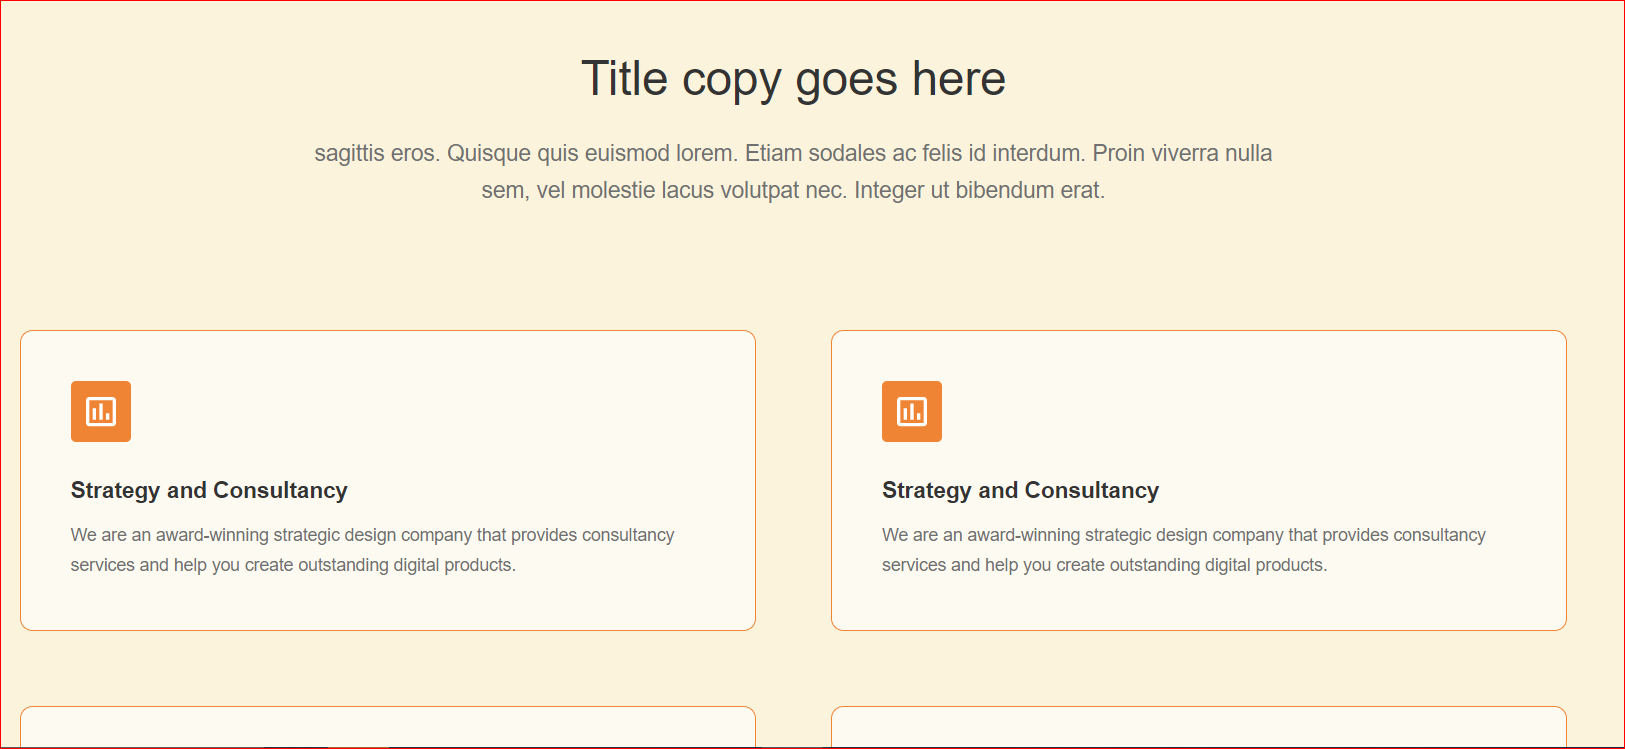 Title copy goes here
sagittis eros. Quisque quis euismod lorem. Etiam sodales ac felis id interdum. Proin viverra nulla
sem, vel molestie lacus volutpat nec. Integer ut bibendum erat.
Strategy and Consultancy
We are an award-winning strategic design company that provides consultancy
services and help you create outstanding digital products.
Strategy and Consultancy
We are an award-winning strategic design company that provides consultancy
services and help you create outstanding digital products.